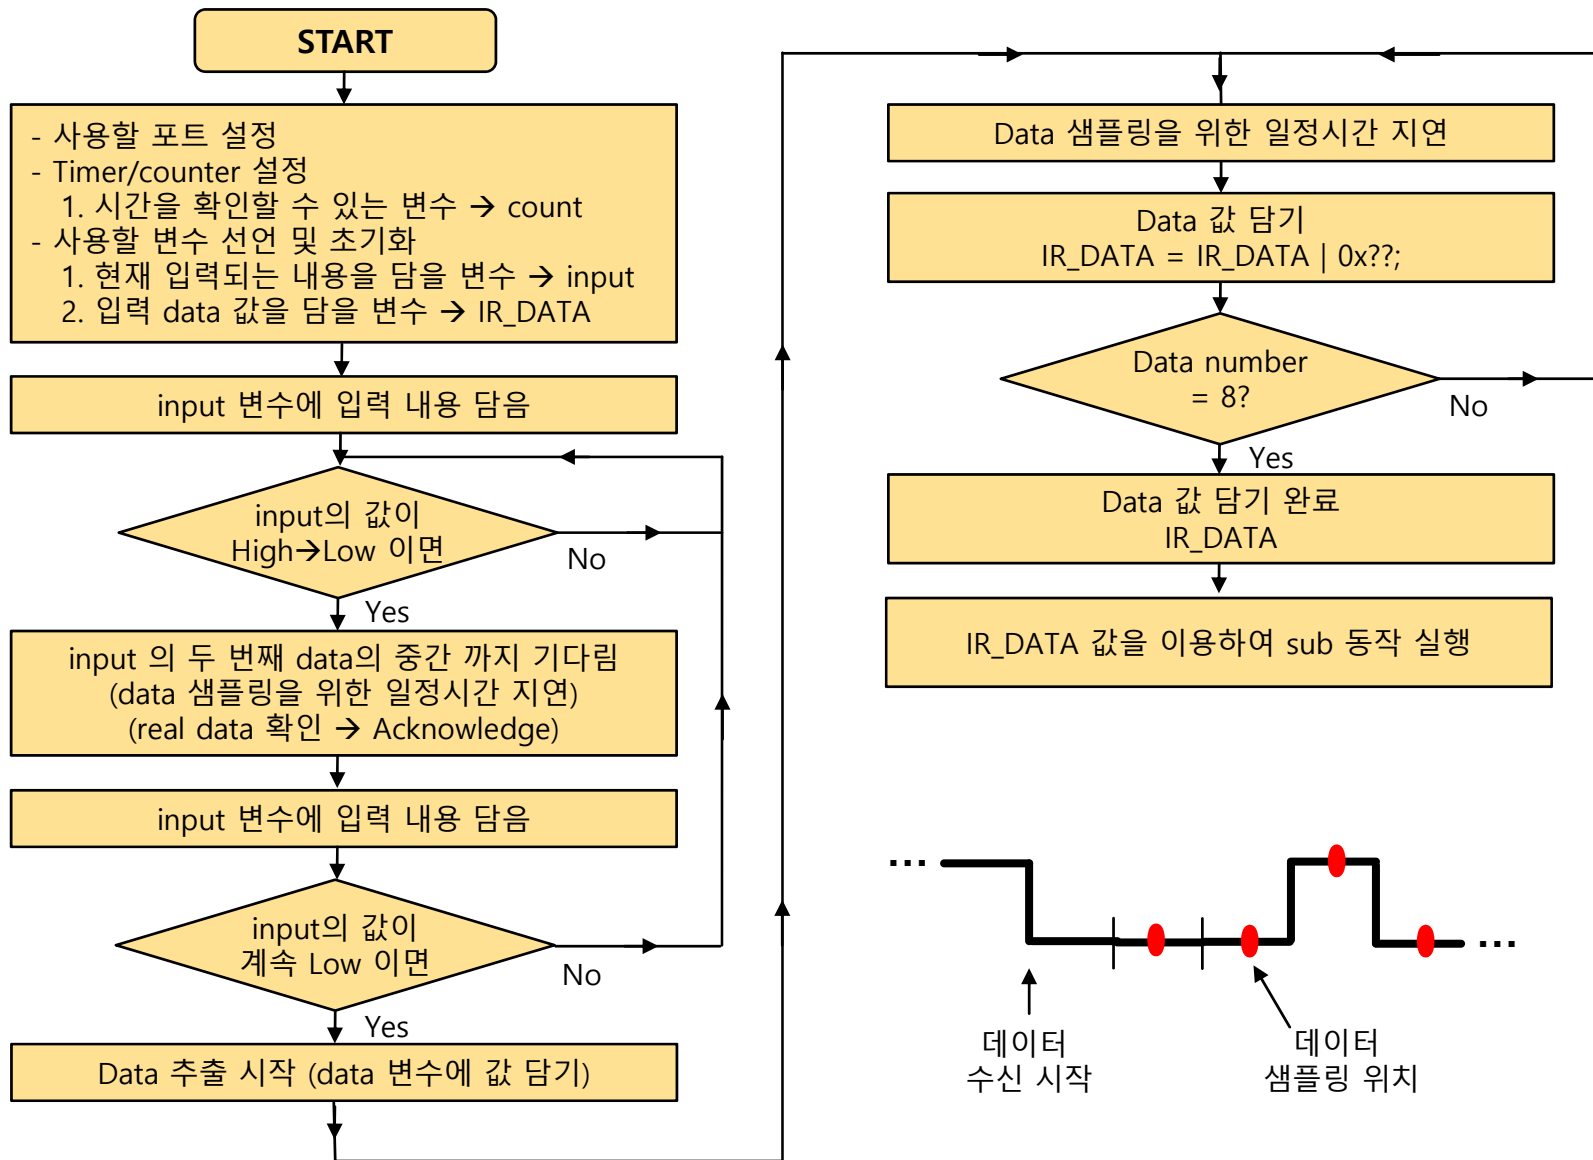 START
- 사용할 포트 설정
- Timer/counter 설정
1. 시간을 확인할 수 있는 변수 → count
- 사용할 변수 선언 및 초기화
1. 현재 입력되는 내용을 담을 변수 → input
2. 입력 data 값을 담을 변수 → IR_DATA
input 변수에 입력 내용 담음
input의 값이
High→Low 이면
No
Yes
input 의 두 번째 data의 중간 까지 기다림
(data 샘플링을 위한 일정시간 지연)
(real data 확인 → Acknowledge)
input 변수에 입력 내용 담음
input의 값이
계속 Low 이면
No
Yes
Data 추출 시작 (data 변수에 값 담기)
Data 샘플링을 위한 일정시간 지연
Data 값 담기
IR_DATA = IR_DATA | 0x??;
Data number
= 8?
No
Yes
Data 값 담기 완료
IR_DATA
IR_DATA 값을 이용하여 sub 동작 실행
... ...
데이터
수신 시작
데이터
샘플링 위치